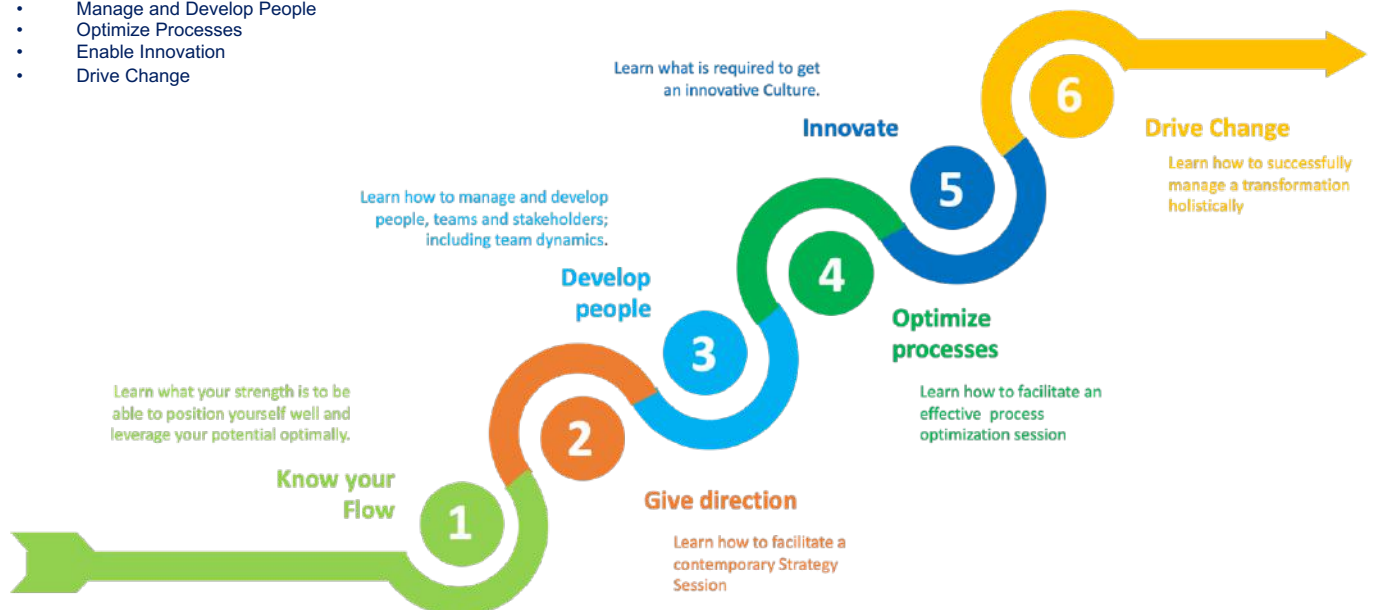 • Manage and Develop People
• Optimize Processes
• Enable Innovation
• Drive Change
Learn what is required to get
an innovative Culture.
Innovate
5
6
Drive Change
Learn how to successfully
manage a transformation
holistically
Learn how to manage and develop
people, teams and stakeholders;
including team dynamics.
Develop
people
3
4
Optimize
processes
Learn how to facilitate an
effective process
optimization session
Learn what your strength is to be
able to position yourself well and
leverage your potential optimally.
Know your
Flow
1
2
Give direction
Learn how to facilitate a
contemporary Strategy
Session